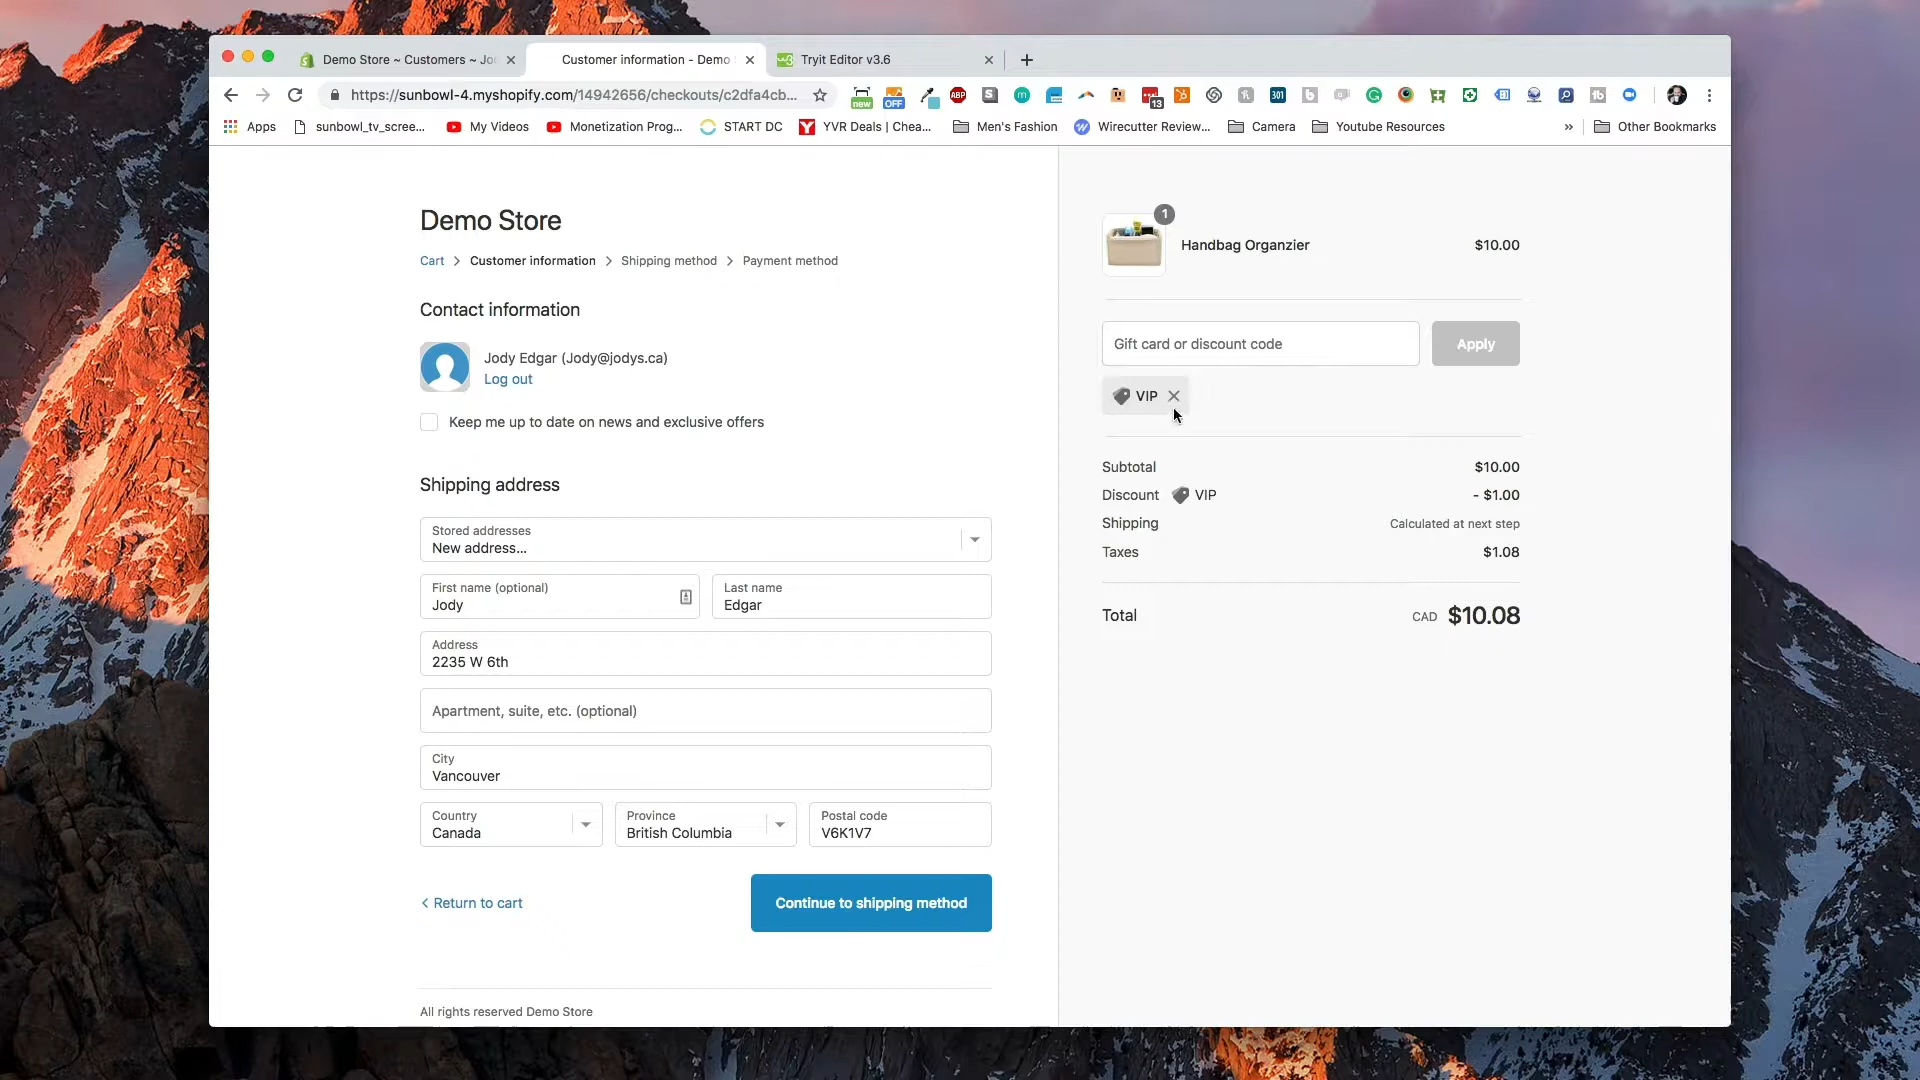 Demo Store ~ Customers ~ Jo
Customer information - Demo
Tryit Editor v3.6
https://sunbowl-4.myshopify.com/14942656/checkouts/c2dfa4cb...
new
OFF
ABP
13
301
Apps
sunbowl_tv_scree...
My Videos
Monetization Prog...
START DC
YVR Deals | Chea...
Men's Fashion
Wirecutter Review...
Camera
Youtube Resources
»
Other Bookmarks
Demo Store
Cart > Customer information > Shipping method > Payment method
Contact information
Jody Edgar (Jody@jodys.ca)
Log out
Keep me up to date on news and exclusive offers
Shipping address
Stored addresses
New address...
First name (optional)
Jody
Last name
Edgar
Address
2235 W 6th
Apartment, suite, etc. (optional)
City
Vancouver
Country
Canada
Province
British Columbia
Postal code
V6K1V7
< Return to cart
Continue to shipping method
All rights reserved Demo Store
1
Handbag Organzier $10.00
Gift card or discount code
Apply
VIP
Subtotal $10.00
Discount VIP - $1.00
Shipping Calculated at next step
Taxes $1.08
Total CAD $10.08